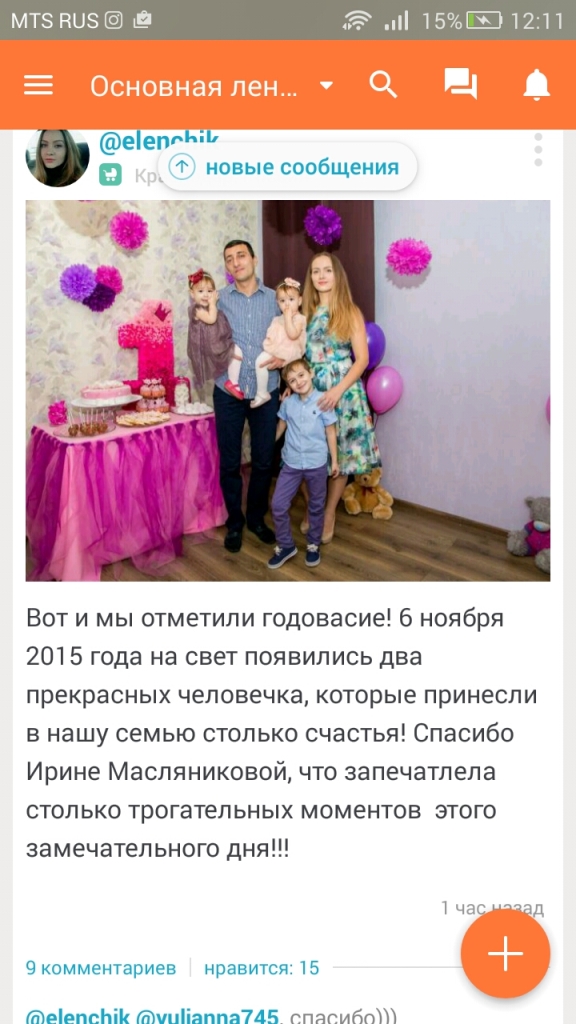 MTS RUS 15% 12:11
Основная лен...
@elenchik
новые сообщения
Вот и мы отметили годовасие! 6 ноября
2015 года на свет появились два
прекрасных человечка, которые принесли
в нашу семью столько счастья! Спасибо
Ирине Масляниковой, что запечатлела
столько трогательных моментов этого
замечательного дня!!!
1 час назад
9 комментариев нравится: 15
@elenchik @yulianna745, спасибо)))